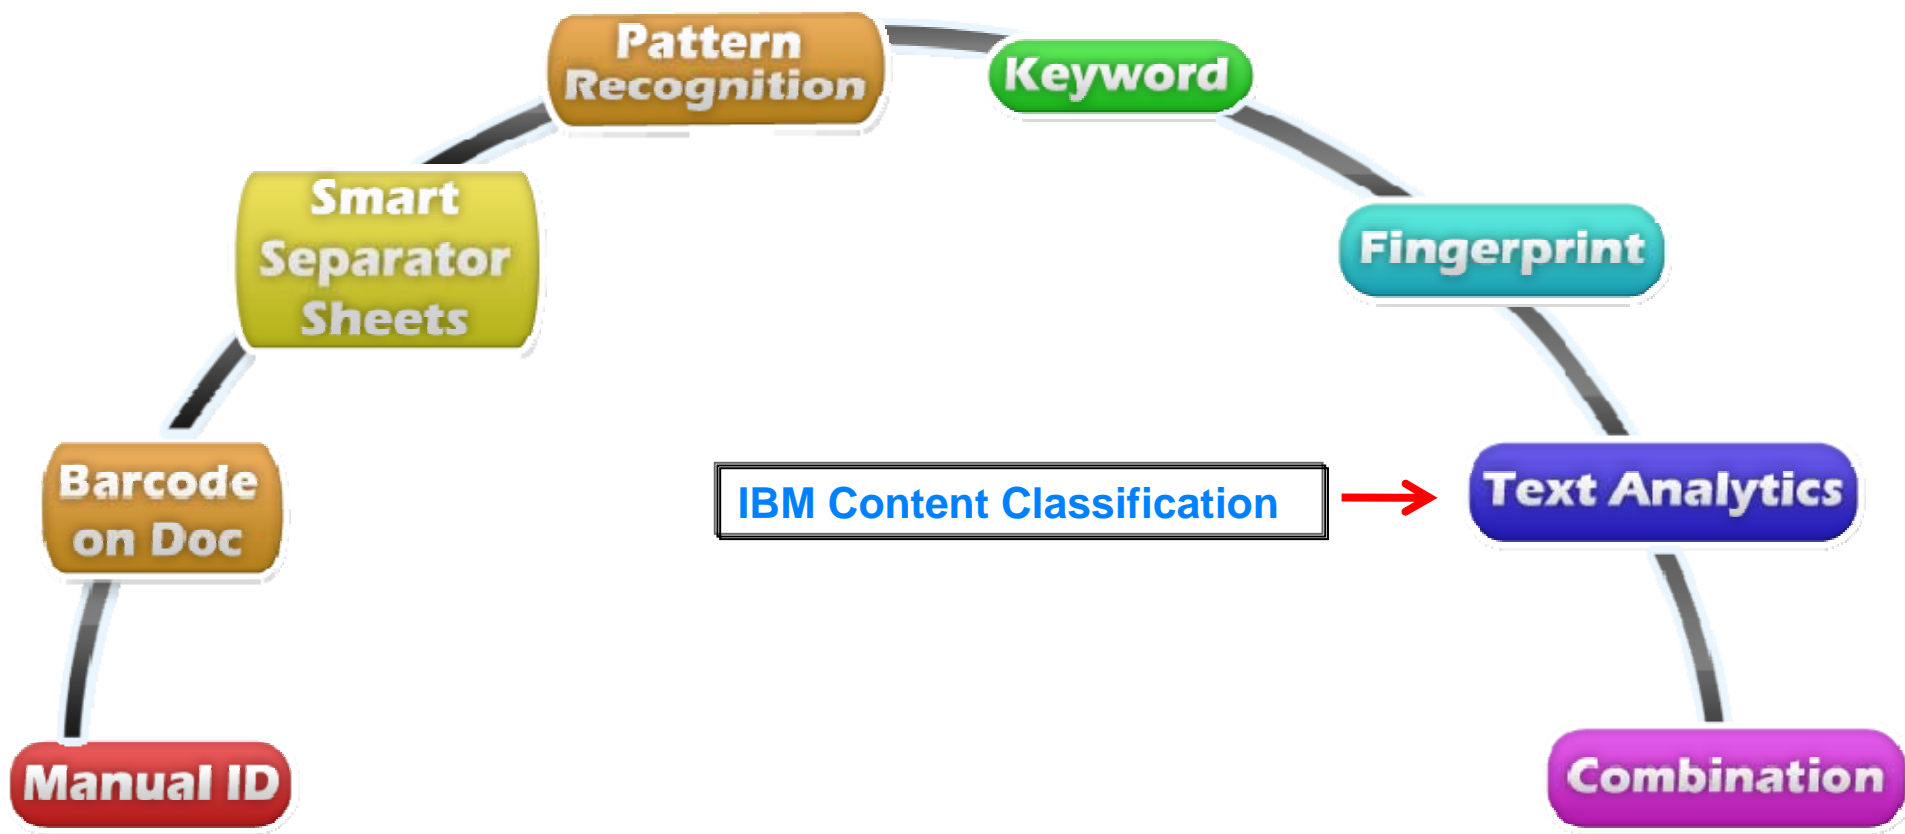 Pattern
Recognition
Keyword
Smart
Separator
Sheets
Fingerprint
Barcode
on Doc
IBM Content Classification
Text Analytics
Manual ID
Combination